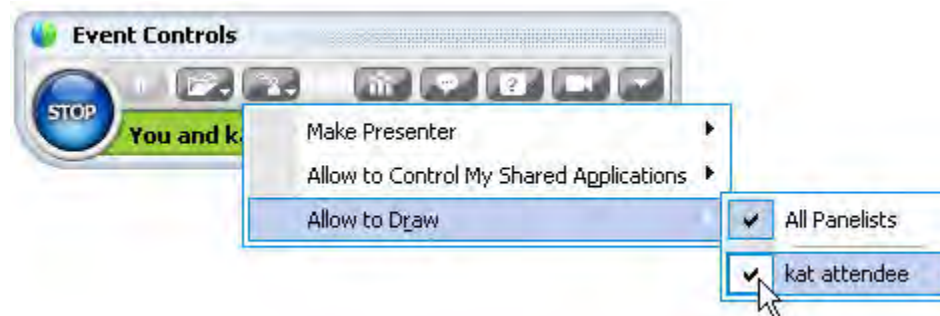 Event Controls
STOP
You and k
Make Presenter
Allow to Control My Shared Applications
Allow to Draw
All Panelists
kat attendee